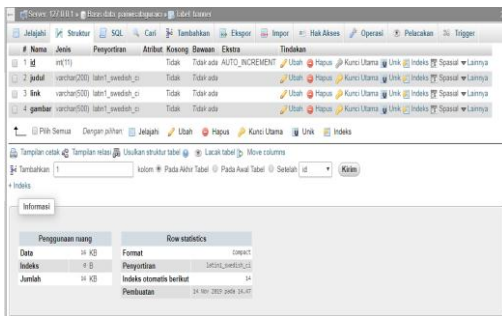 Server: 127.0.0.1 » Basis data: pariwisataguraici » Tabel: banner
Jelajahi Struktur SQL Cari Tambahkan Ekspor Impor Hak Akses Operasi Pelacakan Trigger
# Nama Jenis Penyortiran Atribut Kosong Bawaan Ekstra Tindakan
1 id int(11) Tidak Tidak ada AUTO_INCREMENT Ubah Hapus Kunci Utama Unik Indeks Spasial Lainnya
2 judul varchar(200) latin1_swedish_ci Tidak Tidak ada Ubah Hapus Kunci Utama Unik Indeks Spasial Lainnya
3 link varchar(500) latin1_swedish_ci Tidak Tidak ada Ubah Hapus Kunci Utama Unik Indeks Spasial Lainnya
4 gambar varchar(500) latin1_swedish_ci Tidak Tidak ada Ubah Hapus Kunci Utama Unik Indeks Spasial Lainnya
Pilih Semua Dengan pilihan: Jelajahi Ubah Hapus Kunci Utama Unik Indeks
Tampilan cetak Tampilan relasi Usulkan struktur tabel Lacak tabel Move columns
Tambahkan 1 kolom Pada Akhir Tabel Pada Awal Tabel Setelah id Kirim
+ Indeks
Informasi
Penggunaan ruang
Data 16 KB
Indeks 0 B
Jumlah 16 KB
Row statistics
Format Compact
Penyortiran latin1_swedish_ci
Indeks otomatis berikut 14
Pembuatan 14 Nov 2019 pada 16.47